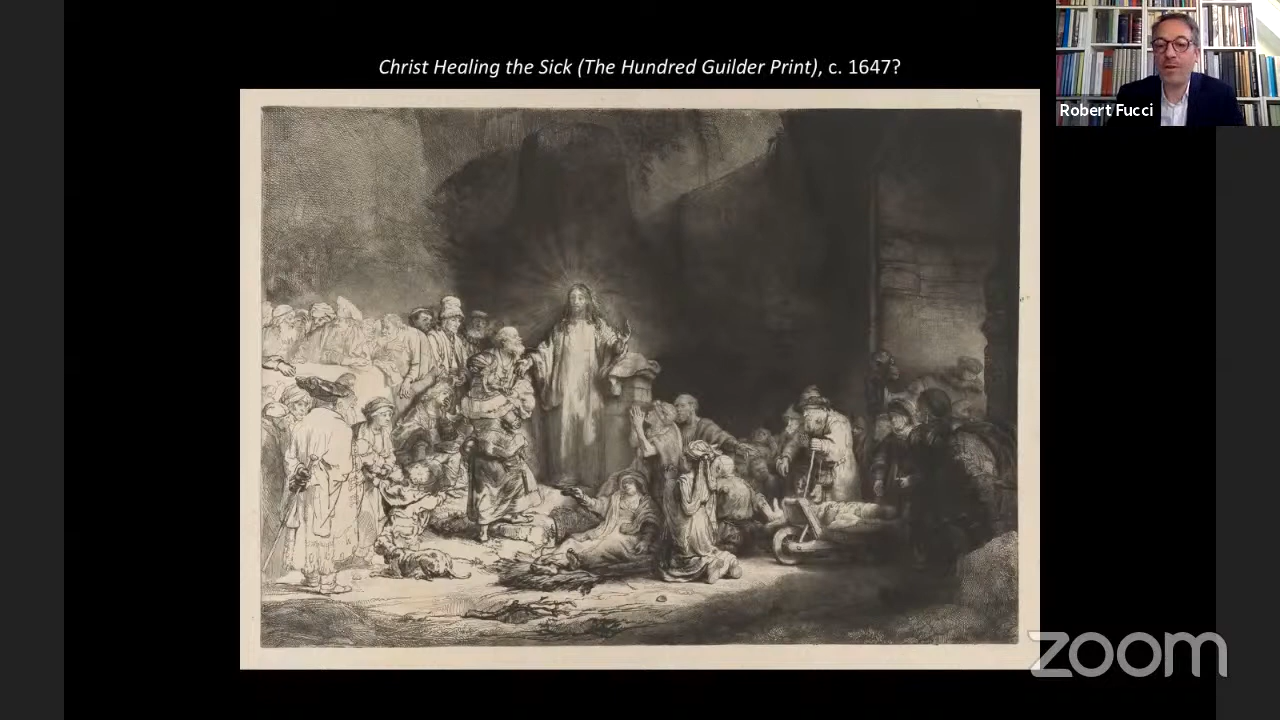 Christ Healing the Sick (The Hundred Guilder Print), c. 1647?
Robert Fucci
zoom